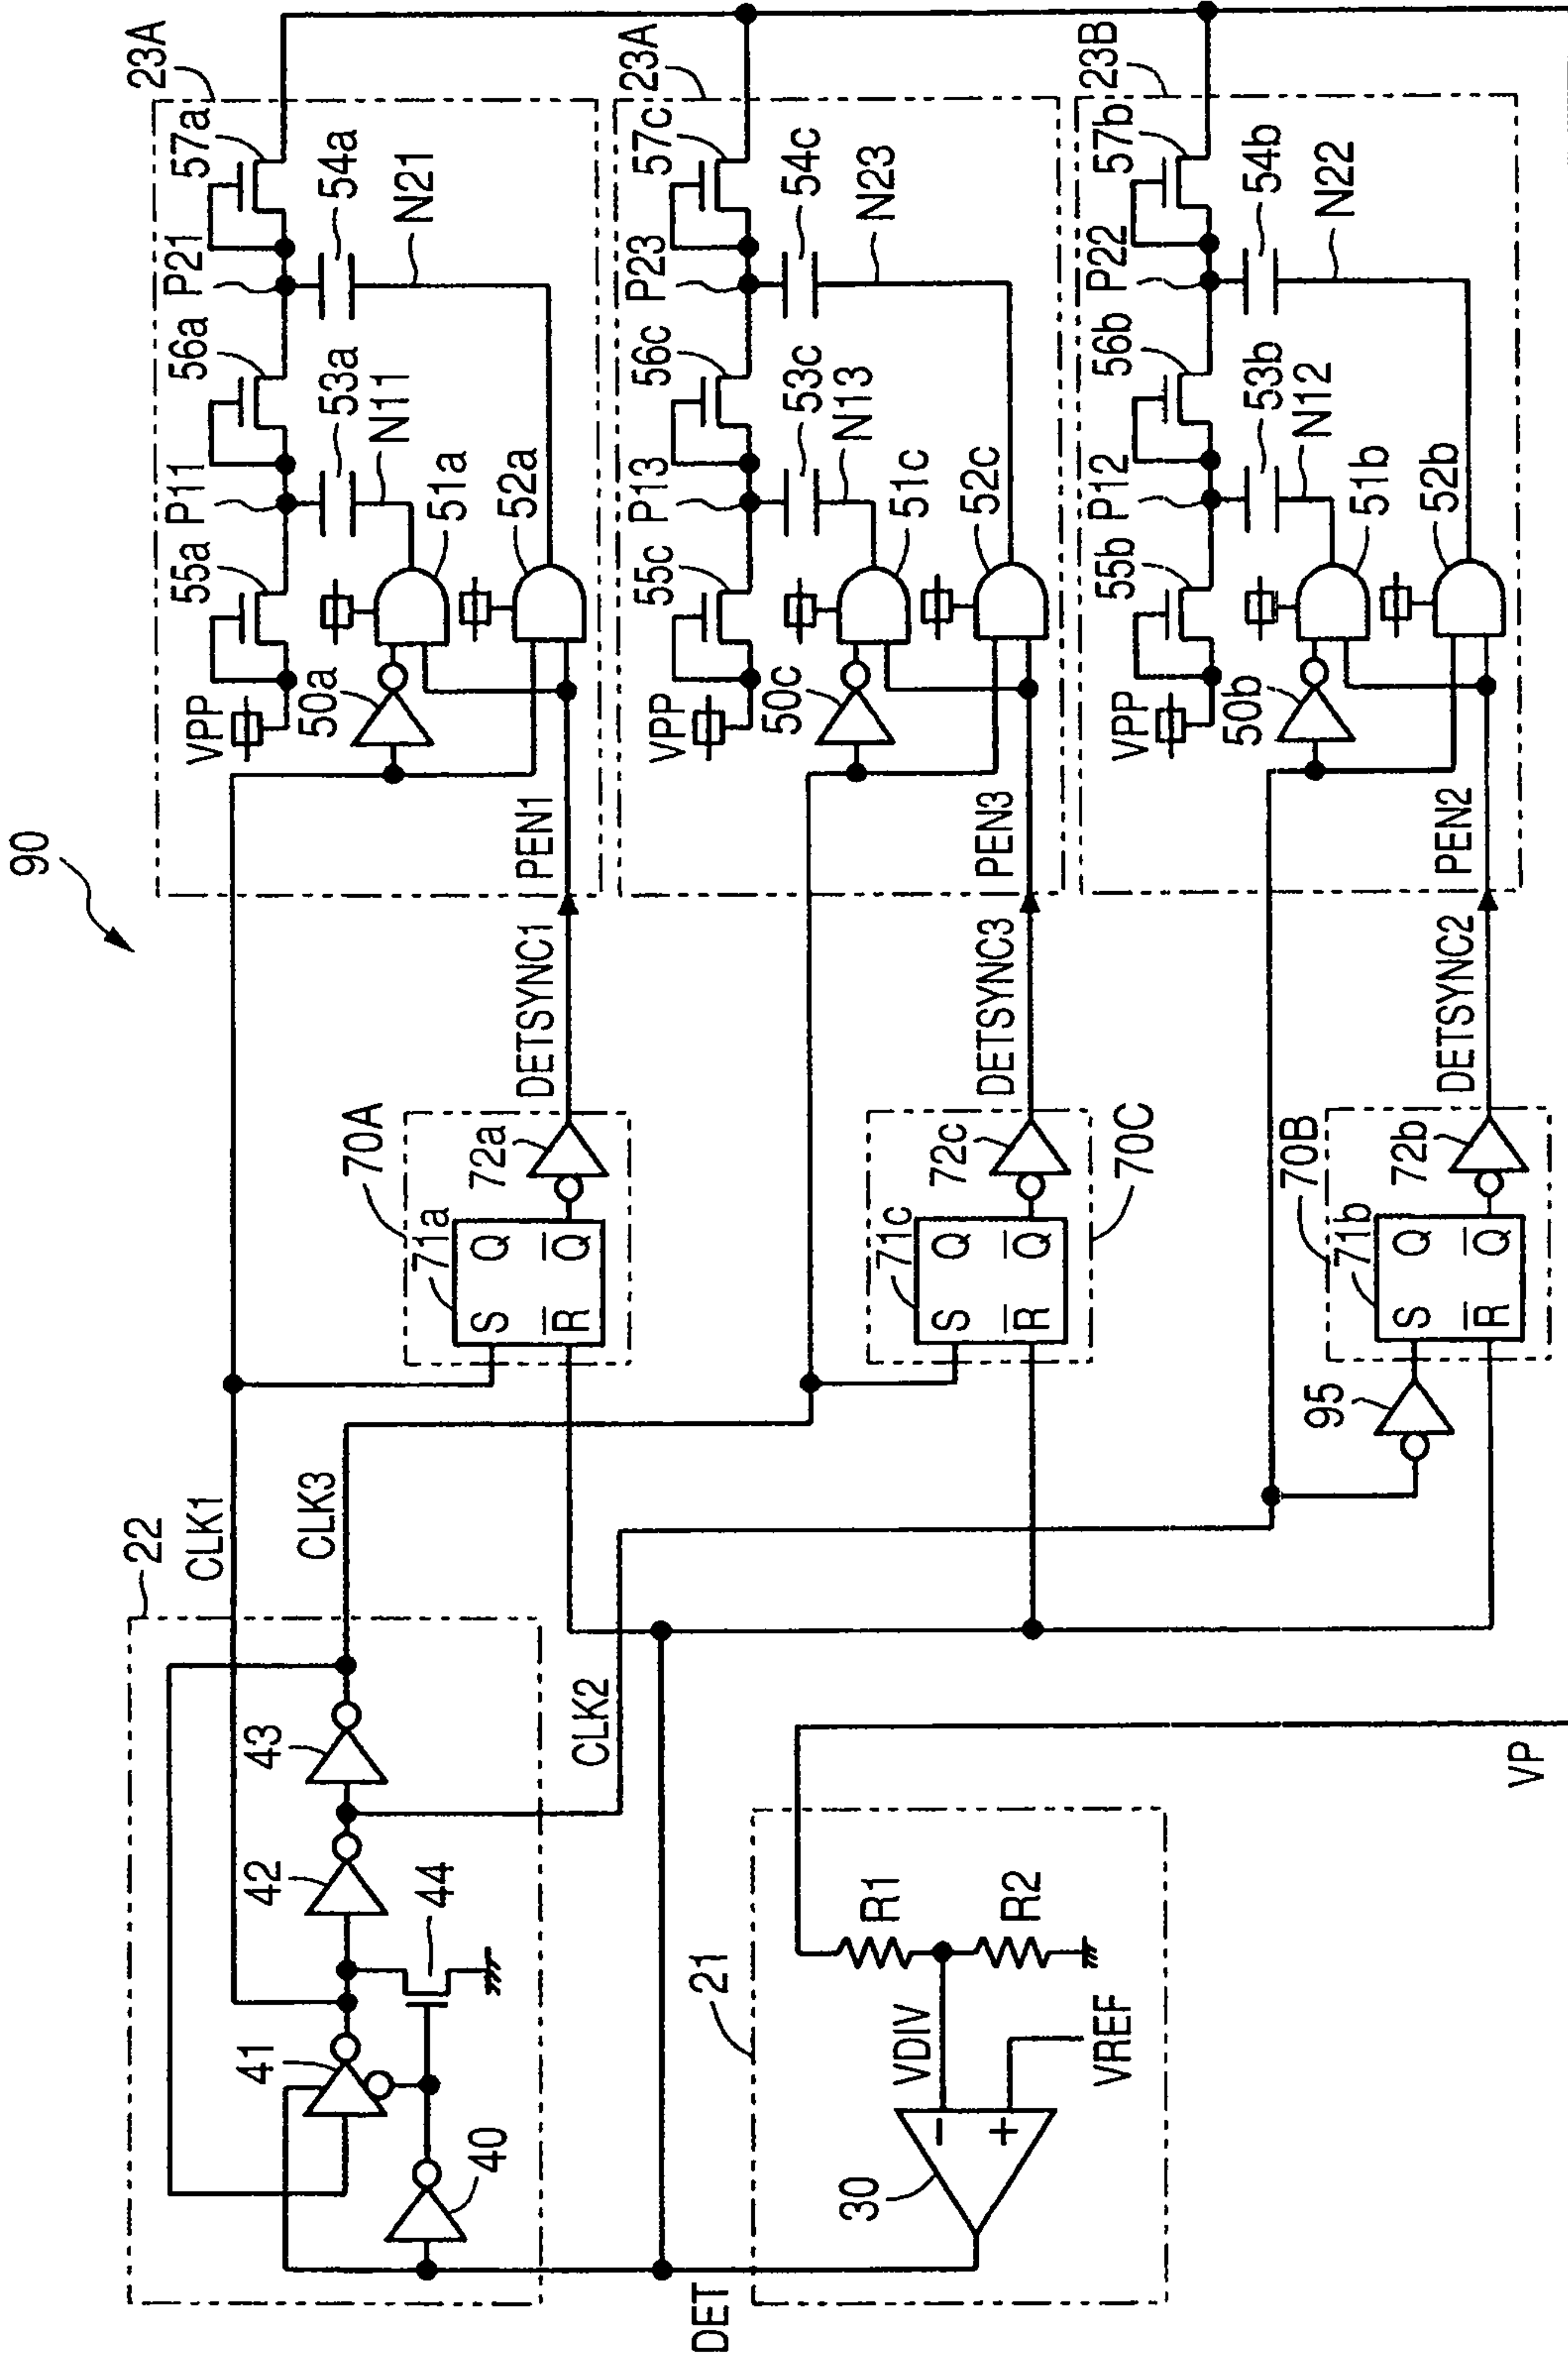 90
22
CLK1
CLK3
41
42
43
44
40
CLK2
DET
21
30
VDIV
VREF
R1
R2
VP
70A
71a
S Q
R̅ Q̅
72a
DETSYNC1
PEN1
70C
71c
S Q
R̅ Q̅
72c
DETSYNC3
PEN3
95
70B
71b
S Q
R̅ Q̅
72b
DETSYNC2
PEN2
23A
VPP
55a
P11
56a
P21
57a
50a
53a
N11
54a
N21
51a
52a
23A
VPP
55c
P13
56c
P23
57c
50c
53c
N13
54c
N23
51c
52c
23B
VPP
55b
P12
56b
P22
57b
50b
53b
N12
54b
N22
51b
52b
−
+